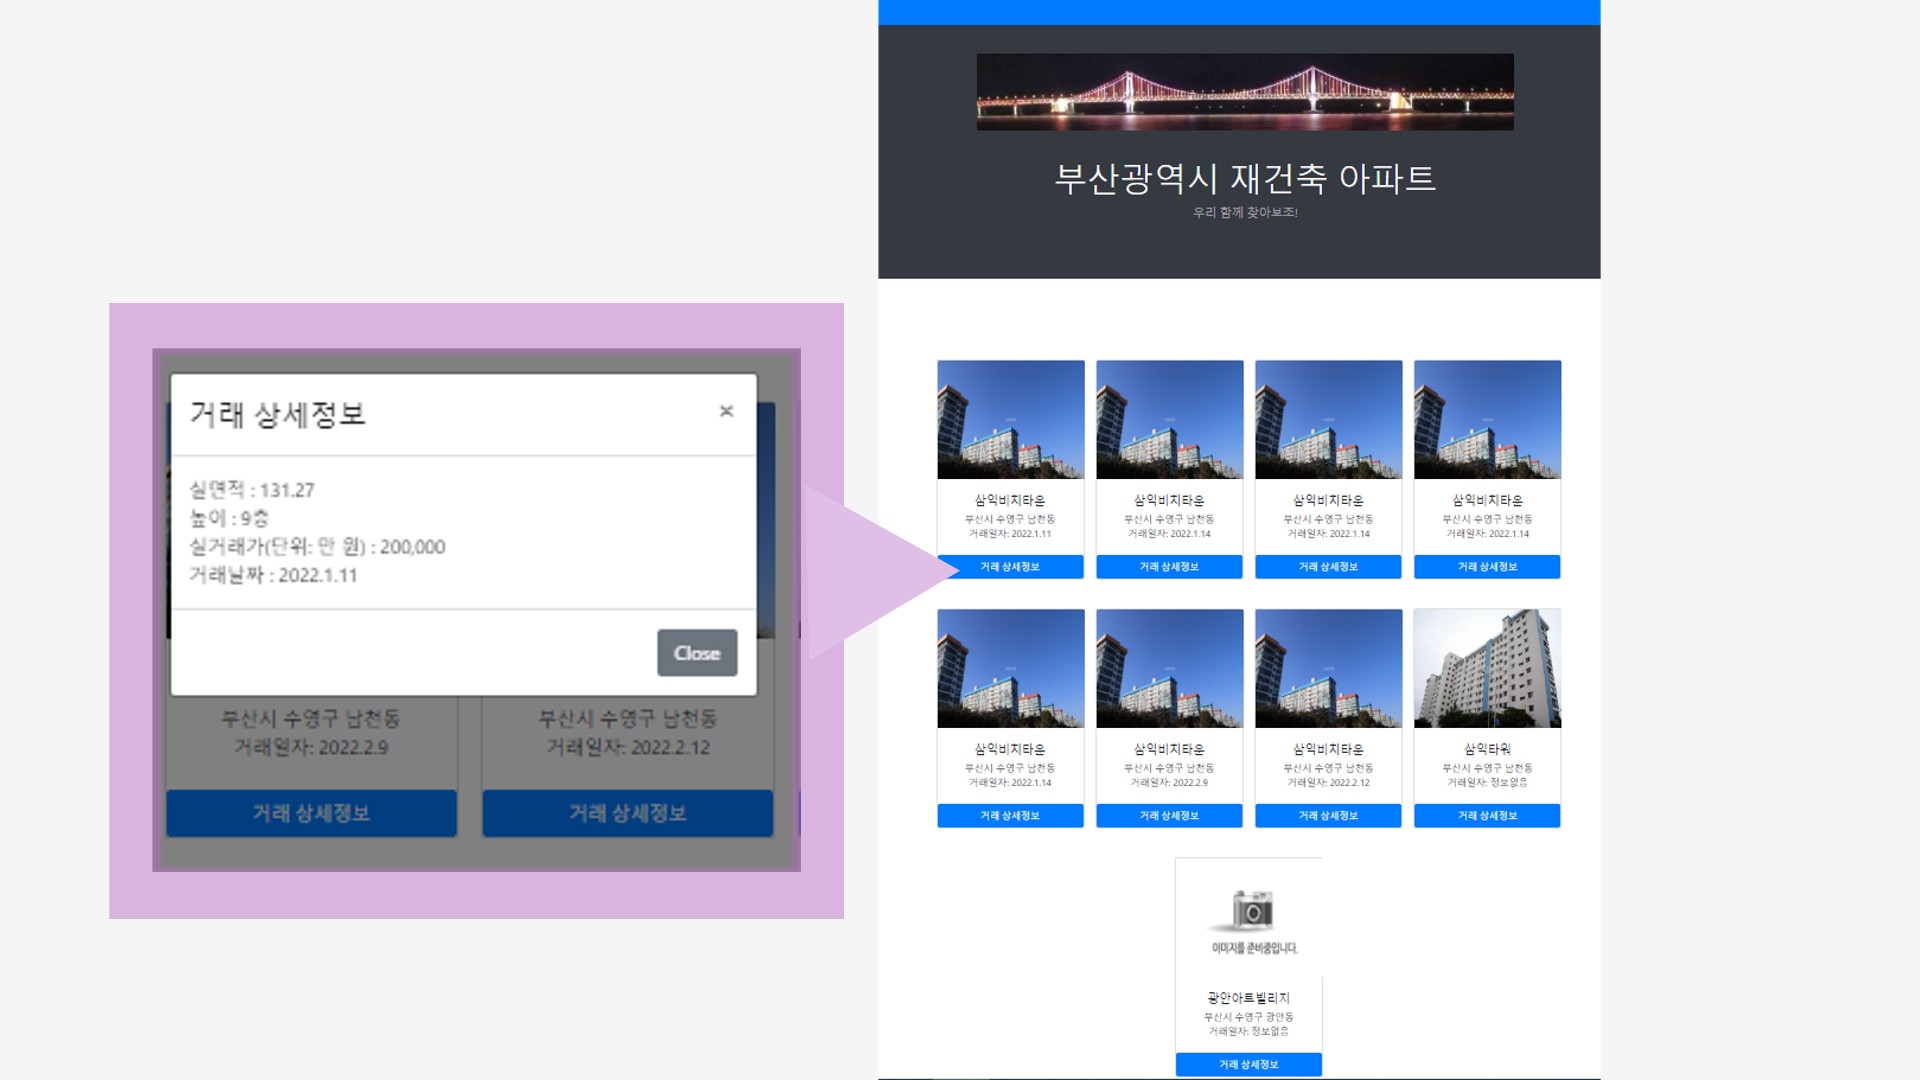 거래 상세정보
×
실면적 : 131.27
높이 : 9층
실거래가(단위: 만 원) : 200,000
거래날짜 : 2022.1.11
Close
부산시 수영구 남천동
거래일자: 2022.2.9
거래 상세정보
부산시 수영구 남천동
거래일자: 2022.2.12
거래 상세정보
부산광역시 재건축 아파트
우리 함께 찾아보조!
삼익비치타운
부산시 수영구 남천동
거래일자: 2022.1.11
거래 상세정보
삼익비치타운
부산시 수영구 남천동
거래일자: 2022.1.14
거래 상세정보
삼익비치타운
부산시 수영구 남천동
거래일자: 2022.1.14
거래 상세정보
삼익비치타운
부산시 수영구 남천동
거래일자: 2022.1.14
거래 상세정보
삼익비치타운
부산시 수영구 남천동
거래일자: 2022.1.14
거래 상세정보
삼익비치타운
부산시 수영구 남천동
거래일자: 2022.2.9
거래 상세정보
삼익비치타운
부산시 수영구 남천동
거래일자: 2022.2.12
거래 상세정보
삼익타워
부산시 수영구 남천동
거래일자: 정보없음
거래 상세정보
이미지를 준비중입니다.
광안아트빌리지
부산시 수영구 광안동
거래일자: 정보없음
거래 상세정보